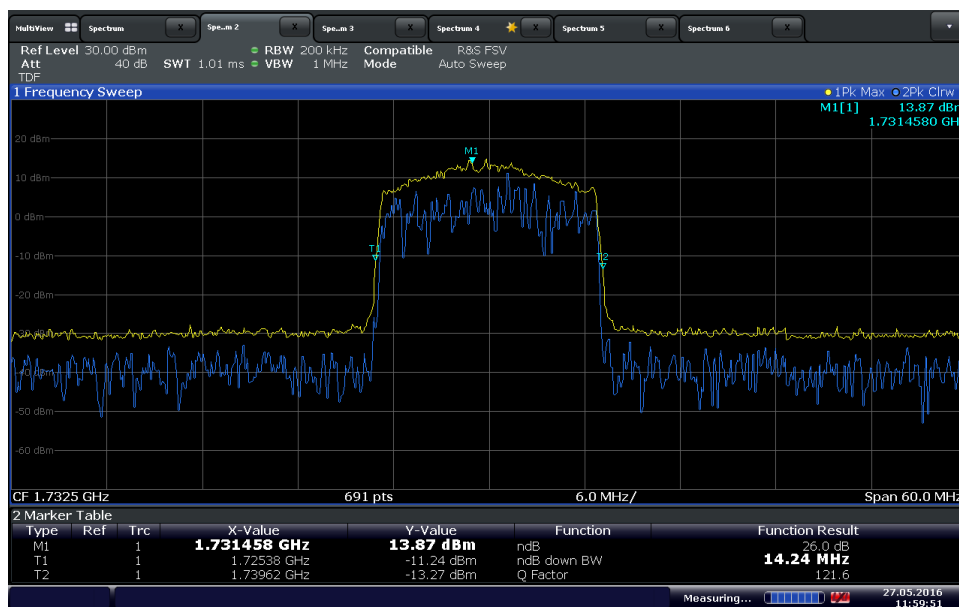 MultiView Spectrum X Spe...m 2 X Spe...m 3 X Spectrum 4 X Spectrum 5 X Spectrum 6 X
Ref Level 30.00 dBm RBW 200 kHz Compatible R&S FSV
Att 40 dB SWT 1.01 ms VBW 1 MHz Mode Auto Sweep
TDF
1 Frequency Sweep 1Pk Max 2Pk Clrw
M1[1] 13.87 dBm
1.7314580 GH
20 dBm
M1
10 dBm
0 dBm
T1
-10 dBm
T2
-20 dBm
-30 dBm
-40 dBm
-50 dBm
-60 dBm
CF 1.7325 GHz 691 pts 6.0 MHz/ Span 60.0 MHz
2 Marker Table
Type Ref Trc X-Value Y-Value Function Function Result
M1 1 1.731458 GHz 13.87 dBm ndB 26.0 dB
T1 1 1.72538 GHz -11.24 dBm ndB down BW 14.24 MHz
T2 1 1.73962 GHz -13.27 dBm Q Factor 121.6
Measuring... 27.05.2016
11:59:51